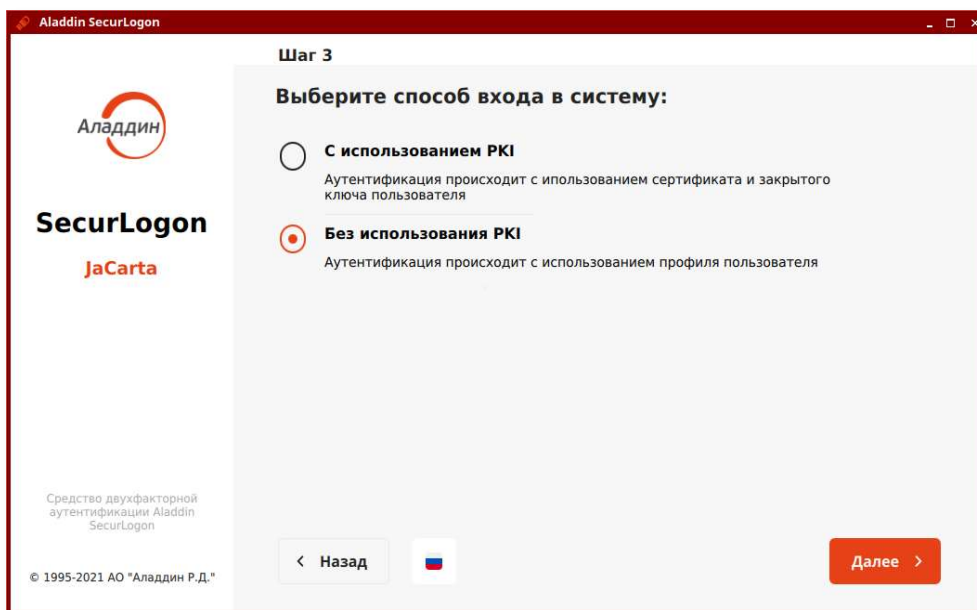 Aladdin SecurLogon
Шаг 3
Аладдин
SecurLogon
JaCarta
Средство двухфакторной
аутентификации Aladdin
SecurLogon
© 1995-2021 АО "Аладдин Р.Д."
Выберите способ входа в систему:
С использованием PKI
Аутентификация происходит с ипользованием сертификата и закрытого
ключа пользователя
Без использования PKI
Аутентификация происходит с использованием профиля пользователя
Назад
Далее